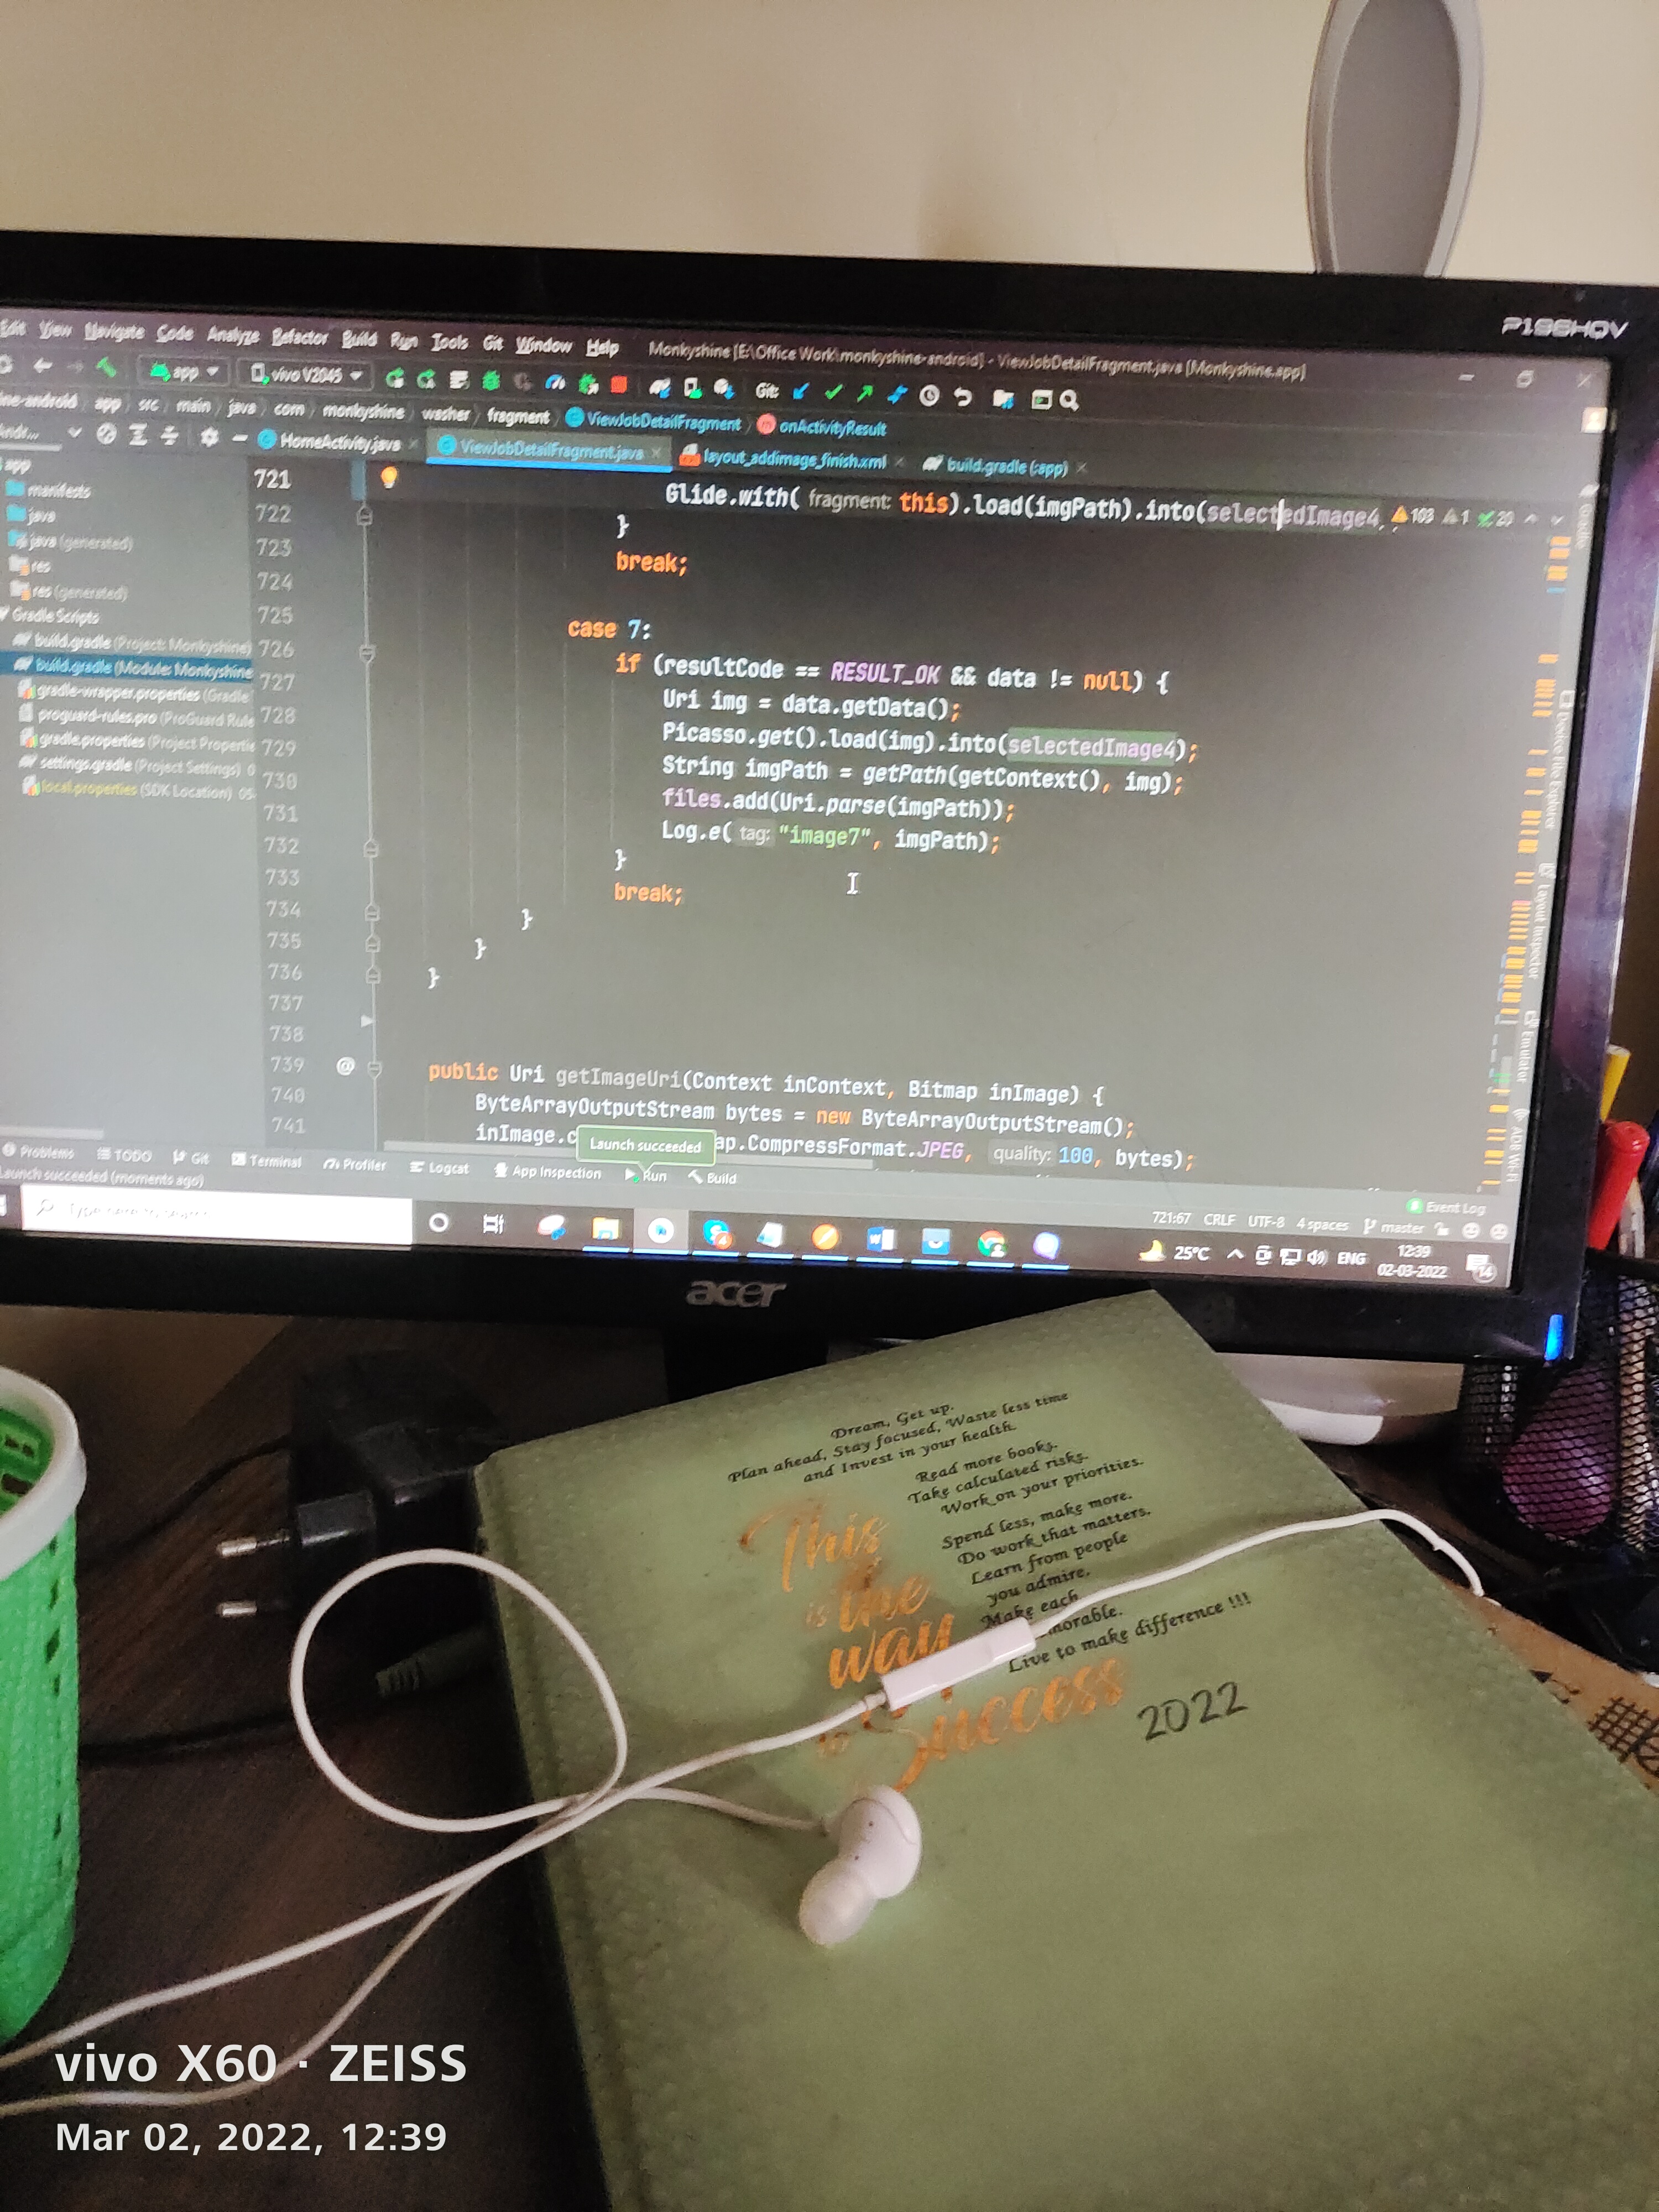 P196HQV
Edit View Navigate Code Analyze Refactor Build Run Tools Git Window Help Monkyshine [E:\Office Work\monkyshine-android] - ViewJobDetailFragment.java [Monkyshine.app]
app vivo V2045 Git:
ine-android app src main java com monkyshine washer fragment ViewJobDetailFragment onActivityResult
HomeActivity.java ViewJobDetailFragment.java layout_addimage_finish.xml build.gradle (:app)
app
manifests
java
java (generated)
res
res (generated)
Gradle Scripts
build.gradle (Project: Monkyshine)
build.gradle (Module: Monkyshine
gradle-wrapper.properties (Gradle
proguard-rules.pro (ProGuard Rule
gradle.properties (Project Properti
settings.gradle (Project Settings)
local.properties (SDK Location)
721 Glide.with( fragment: this).load(imgPath).into(selectedImage4 103 1 20
722 }
723 break;
724
725 case 7:
726 if (resultCode == RESULT_OK && data != null) {
727 Uri img = data.getData();
728 Picasso.get().load(img).into(selectedImage4);
729 String imgPath = getPath(getContext(), img);
730 files.add(Uri.parse(imgPath));
731 Log.e( tag: "image7", imgPath);
732 }
733 break;
734 }
735 }
736 }
737
738
739 @ public Uri getImageUri(Context inContext, Bitmap inImage) {
740 ByteArrayOutputStream bytes = new ByteArrayOutputStream();
741 inImage.c ap.CompressFormat.JPEG, quality: 100, bytes);
Launch succeeded
Gradle
Device File Explorer
Layout Inspector
Emulator
ADB Wi-Fi
Problems TODO Git Terminal Profiler Logcat App Inspection Run Build Event Log
Launch succeeded (moments ago) 721:67 CRLF UTF-8 4 spaces master
Type here to search 25°C ENG 12:39
02-03-2022 14
acer
Dream, Get up.
Plan ahead, Stay focused, Waste less time
and Invest in your health.
Read more books.
Take calculated risks.
Work on your priorities.
Spend less, make more.
Do work that matters.
Learn from people
you admire.
Make each
morable.
Live to make difference !!!
This
is the
way
to
Success
2022
vivo X60 · ZEISS
Mar 02, 2022, 12:39